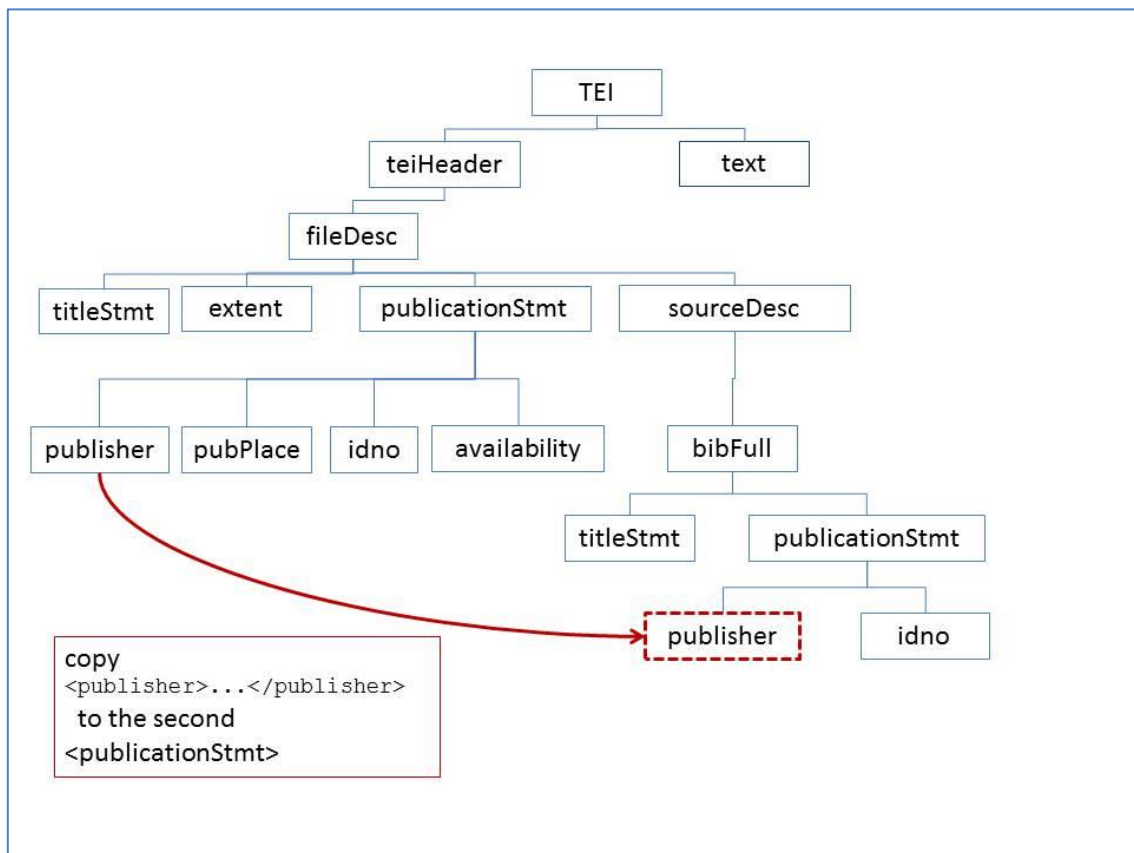 TEI
teiHeader
text
fileDesc
titleStmt
extent
publicationStmt
sourceDesc
publisher
pubPlace
idno
availability
bibFull
titleStmt
publicationStmt
publisher
idno
copy
<publisher>...</publisher>
to the second
<publicationStmt>